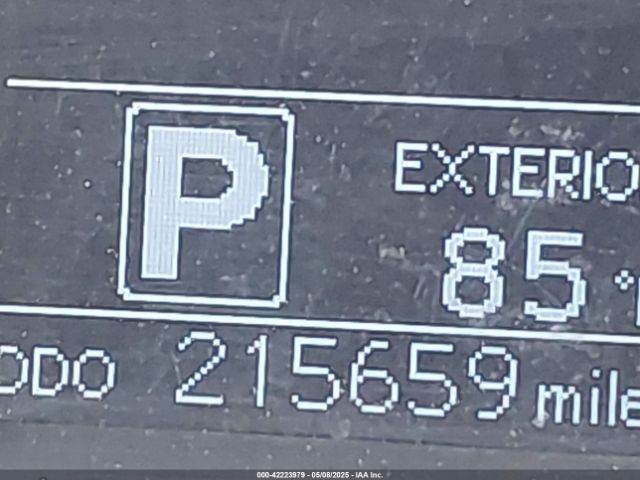 P
EXTERIO
85°
ODO 215659 mile
000-42223979 - 05/08/2025 - IAA Inc.